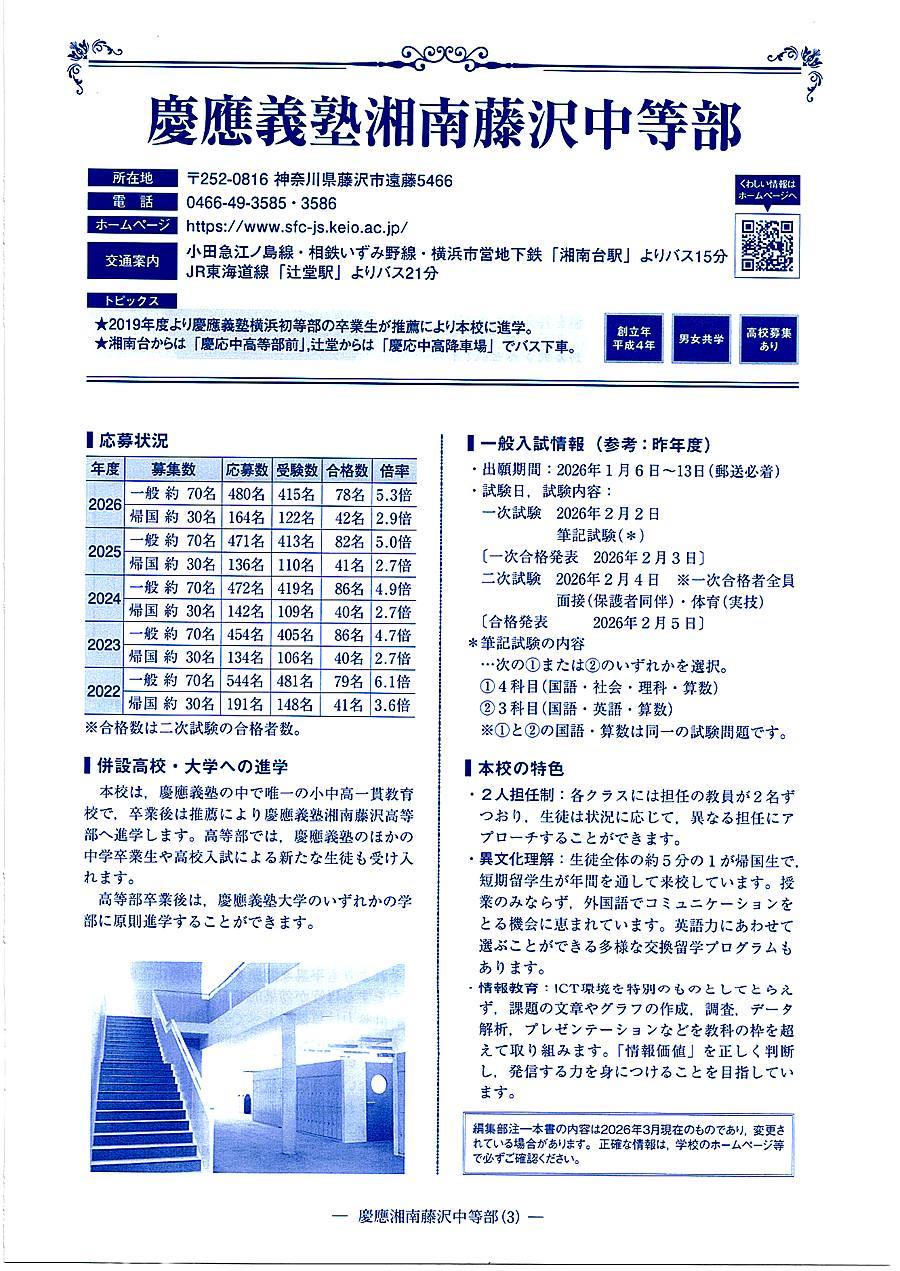 慶應義塾湘南藤沢中等部
所在地 〒252-0816 神奈川県藤沢市遠藤5466
電話 0466-49-3585・3586
ホームページ https://www.sfc-js.keio.ac.jp/
交通案内 小田急江ノ島線・相鉄いずみ野線・横浜市営地下鉄「湘南台駅」よりバス15分
JR東海道線「辻堂駅」よりバス21分
くわしい情報は
ホームページへ
トピックス
★2019年度より慶應義塾横浜初等部の卒業生が推薦により本校に進学。
★湘南台からは「慶応中高等部前」,辻堂からは「慶応中高降車場」でバス下車。
創立年
平成4年
男女共学
高校募集
あり
応募状況
年度 募集数 応募数 受験数 合格数 倍率
2026 一般 約 70名 480名 415名 78名 5.3倍
帰国 約 30名 164名 122名 42名 2.9倍
2025 一般 約 70名 471名 413名 82名 5.0倍
帰国 約 30名 136名 110名 41名 2.7倍
2024 一般 約 70名 472名 419名 86名 4.9倍
帰国 約 30名 142名 109名 40名 2.7倍
2023 一般 約 70名 454名 405名 86名 4.7倍
帰国 約 30名 134名 106名 40名 2.7倍
2022 一般 約 70名 544名 481名 79名 6.1倍
帰国 約 30名 191名 148名 41名 3.6倍
※合格数は二次試験の合格者数。
併設高校・大学への進学
本校は,慶應義塾の中で唯一の小中高一貫教育
校で,卒業後は推薦により慶應義塾湘南藤沢高等
部へ進学します。高等部では,慶應義塾のほかの
中学卒業生や高校入試による新たな生徒も受け入
れます。
高等部卒業後は,慶應義塾大学のいずれかの学
部に原則進学することができます。
一般入試情報(参考:昨年度)
・出願期間:2026年1月6日~13日(郵送必着)
・試験日,試験内容:
一次試験 2026年2月2日
筆記試験(*)
〔一次合格発表 2026年2月3日〕
二次試験 2026年2月4日 ※一次合格者全員
面接(保護者同伴)・体育(実技)
〔合格発表 2026年2月5日〕
*筆記試験の内容
…次の①または②のいずれかを選択。
①4科目(国語・社会・理科・算数)
②3科目(国語・英語・算数)
※①と②の国語・算数は同一の試験問題です。
本校の特色
・2人担任制:各クラスには担任の教員が2名ず
つおり,生徒は状況に応じて,異なる担任にア
プローチすることができます。
・異文化理解:生徒全体の約5分の1が帰国生で,
短期留学生が年間を通して来校しています。授
業のみならず,外国語でコミュニケーションを
とる機会に恵まれています。英語力にあわせて
選ぶことができる多様な交換留学プログラムも
あります。
・情報教育:ICT環境を特別のものとしてとらえ
ず,課題の文章やグラフの作成,調査,データ
解析,プレゼンテーションなどを教科の枠を超
えて取り組みます。「情報価値」を正しく判断
し,発信する力を身につけることを目指してい
ます。
編集部注―本書の内容は2026年3月現在のものであり,変更さ
れている場合があります。正確な情報は,学校のホームページ等
で必ずご確認ください。
― 慶應湘南藤沢中等部(3) ―